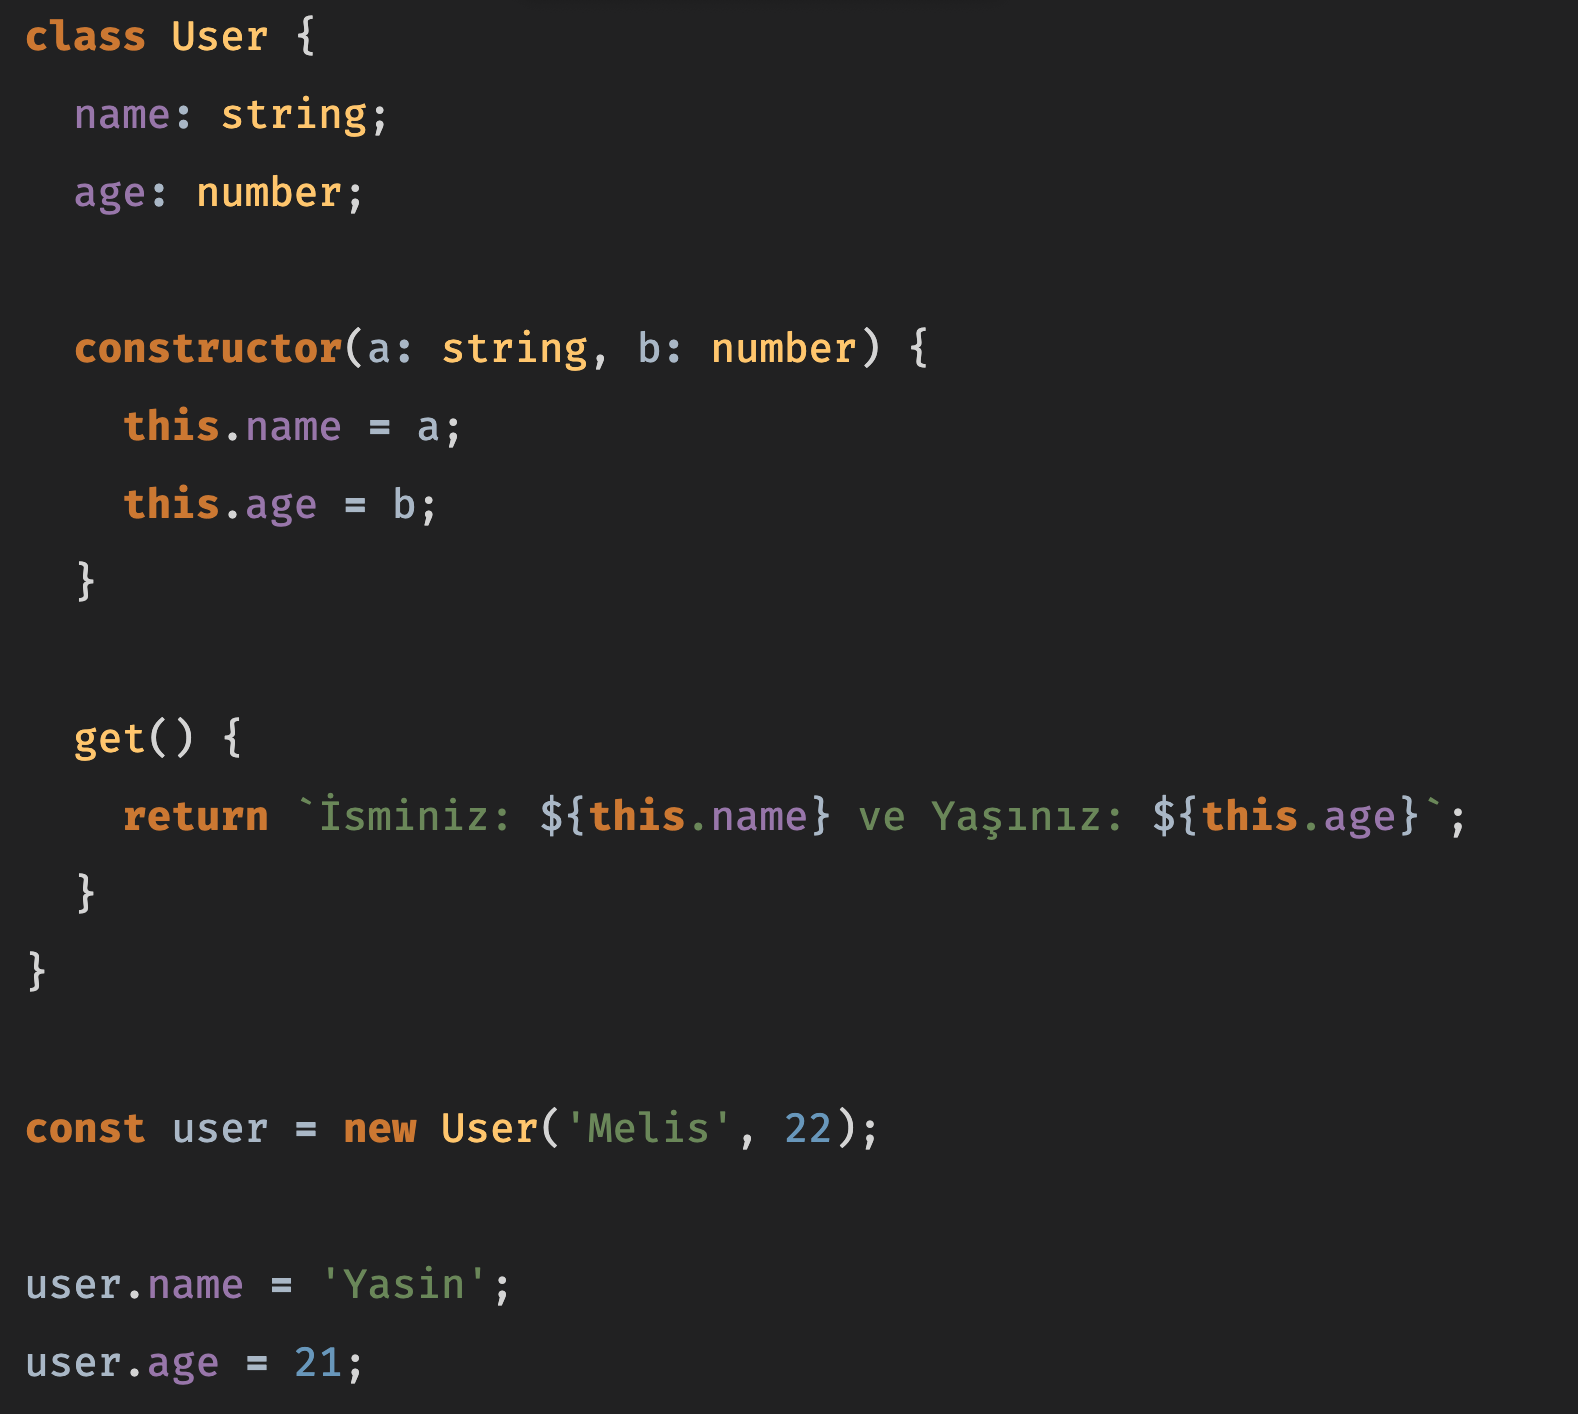 class User {
  name: string;
  age: number;

  constructor(a: string, b: number) {
    this.name = a;
    this.age = b;
  }

  get() {
    return `İsminiz: ${this.name} ve Yaşınız: ${this.age}`;
  }
}

const user = new User('Melis', 22);

user.name = 'Yasin';
user.age = 21;